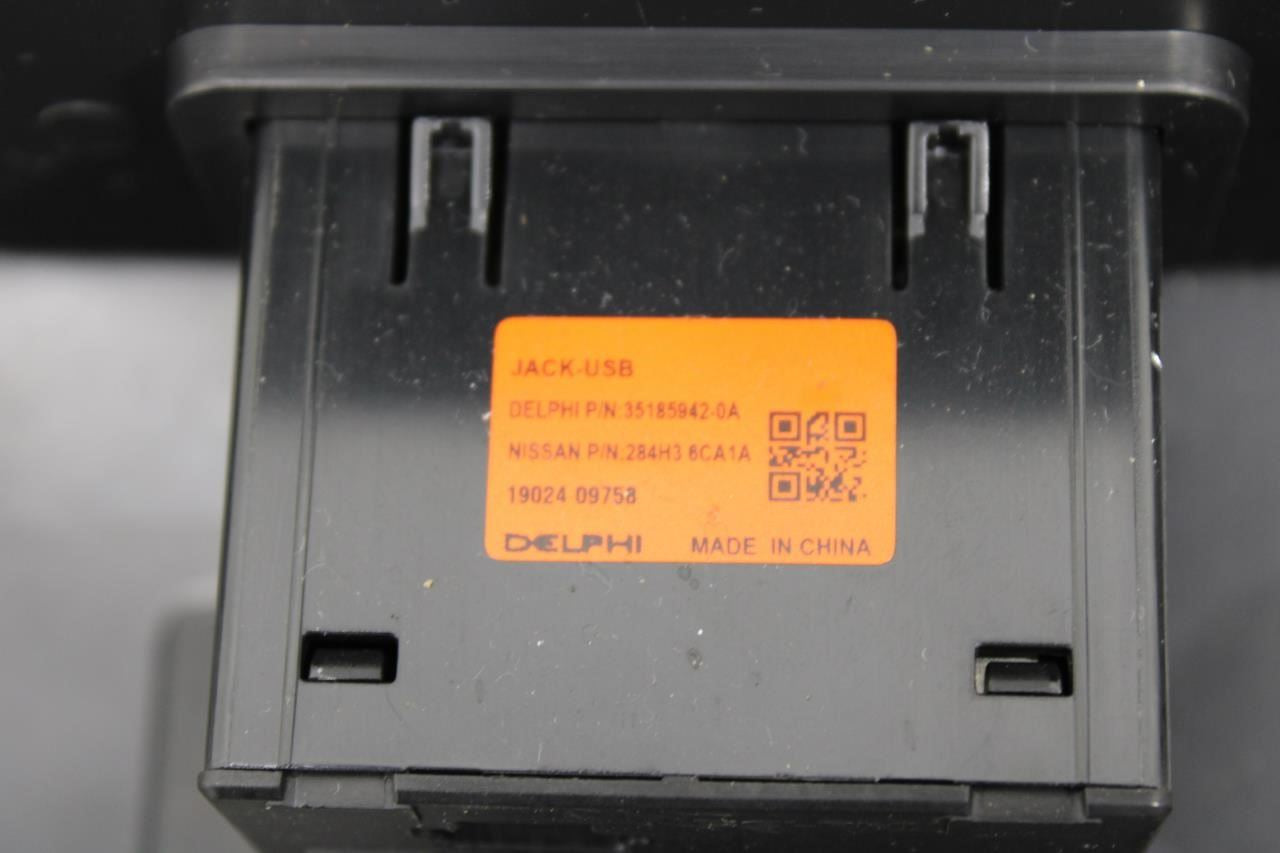 JACK-USB
DELPHI P/N:35185942-0A
NISSAN P/N:284H3 6CA1A
19024 09758
DELPHI MADE IN CHINA